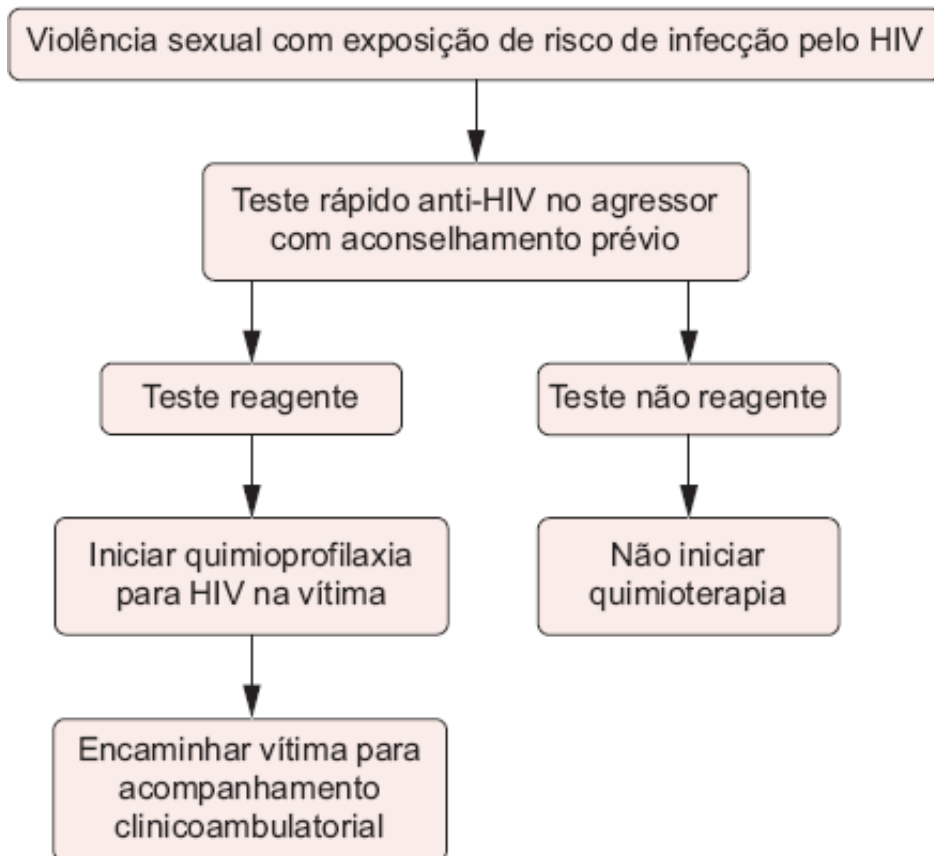 Violência sexual com exposição de risco de infecção pelo HIV
Teste rápido anti-HIV no agressor
com aconselhamento prévio
Teste reagente
Teste não reagente
Iniciar quimioprofilaxia
para HIV na vítima
Não iniciar
quimioterapia
Encaminhar vítima para
acompanhamento
clinicoambulatorial